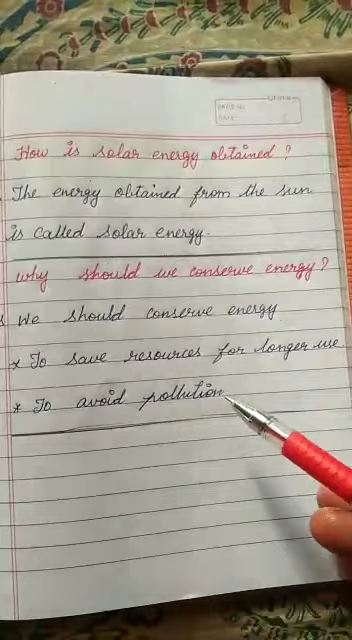 How is solar energy obtained?
The energy obtained from the sun
is called solar energy.
why should we conserve energy?
s We should conserve energy
* To save resources for longer use
* To avoid pollution
DATE